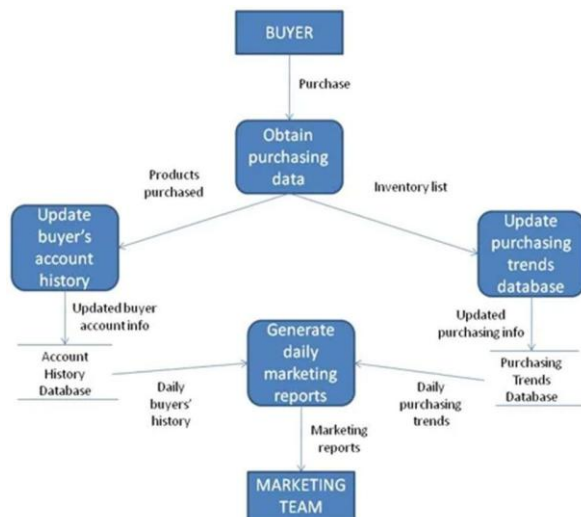 BUYER
Purchase
Obtain
purchasing
data
Products
purchased
Inventory list
Update
buyer's
account
history
Update
purchasing
trends
database
Updated buyer
account info
Updated
purchasing info
Generate
daily
marketing
reports
Account
History
Database
Purchasing
Trends
Database
Daily
buyers'
history
Daily
purchasing
trends
Marketing
reports
MARKETING
TEAM